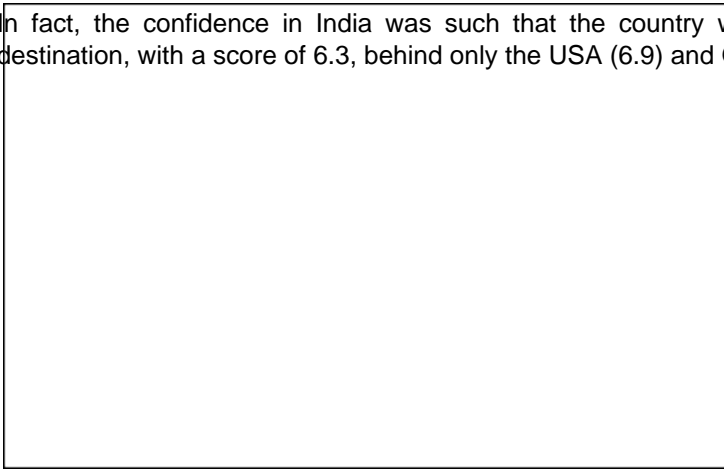 In fact, the confidence in India was such that the country
destination, with a score of 6.3, behind only the USA (6.9) and